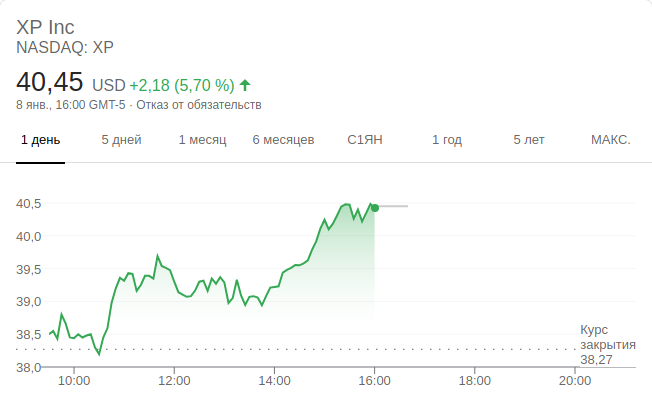 XP Inc
NASDAQ: XP
40,45 USD +2,18 (5,70 %)
8 янв., 16:00 GMT-5 · Отказ от обязательств
1 день 5 дней 1 месяц 6 месяцев С1ЯН 1 год 5 лет МАКС.
40,5
40,0
39,5
39,0
38,5
38,0
Курс
закрытия
38,27
10:00 12:00 14:00 16:00 18:00 20:00